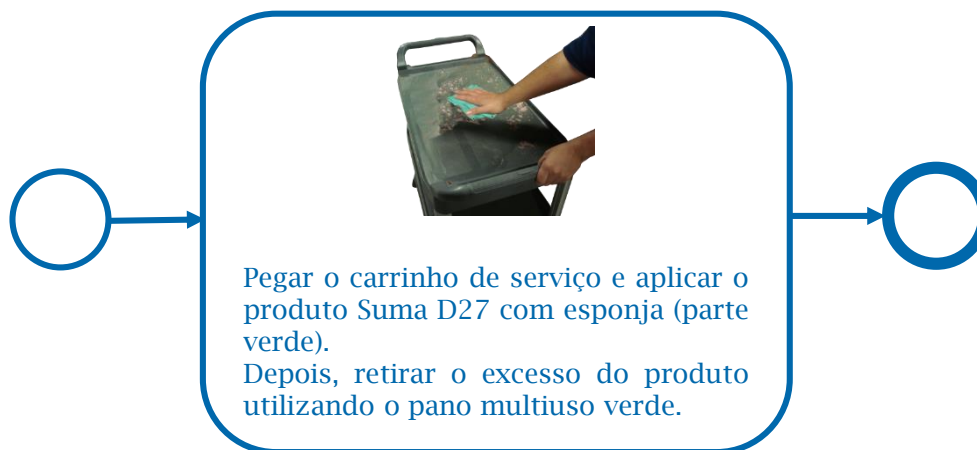 Pegar o carrinho de serviço e aplicar o
produto Suma D27 com esponja (parte
verde).
Depois, retirar o excesso do produto
utilizando o pano multiuso verde.